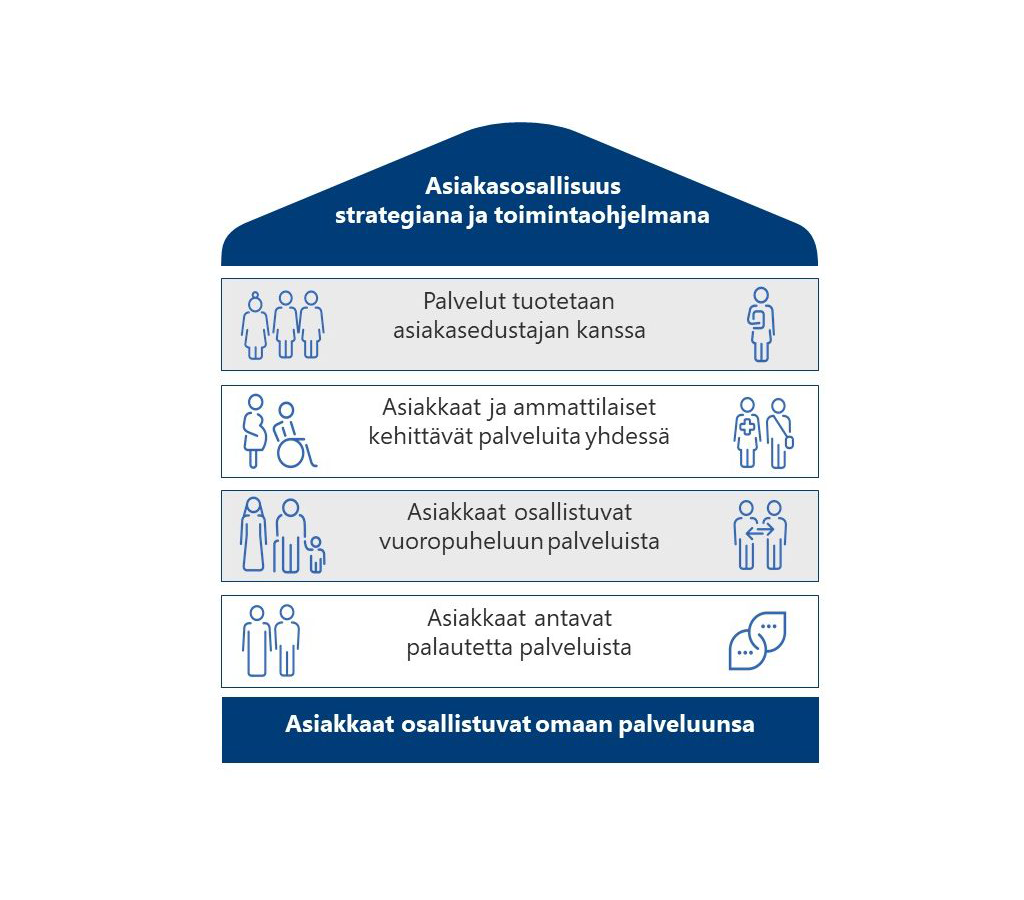 Asiakasosallisuus
strategiana ja toimintaohjelmana
Palvelut tuotetaan
asiakasedustajan kanssa
Asiakkaat ja ammattilaiset
kehittävät palveluita yhdessä
Asiakkaat osallistuvat
vuoropuheluun palveluista
Asiakkaat antavat
palautetta palveluista
Asiakkaat osallistuvat omaan palveluunsa